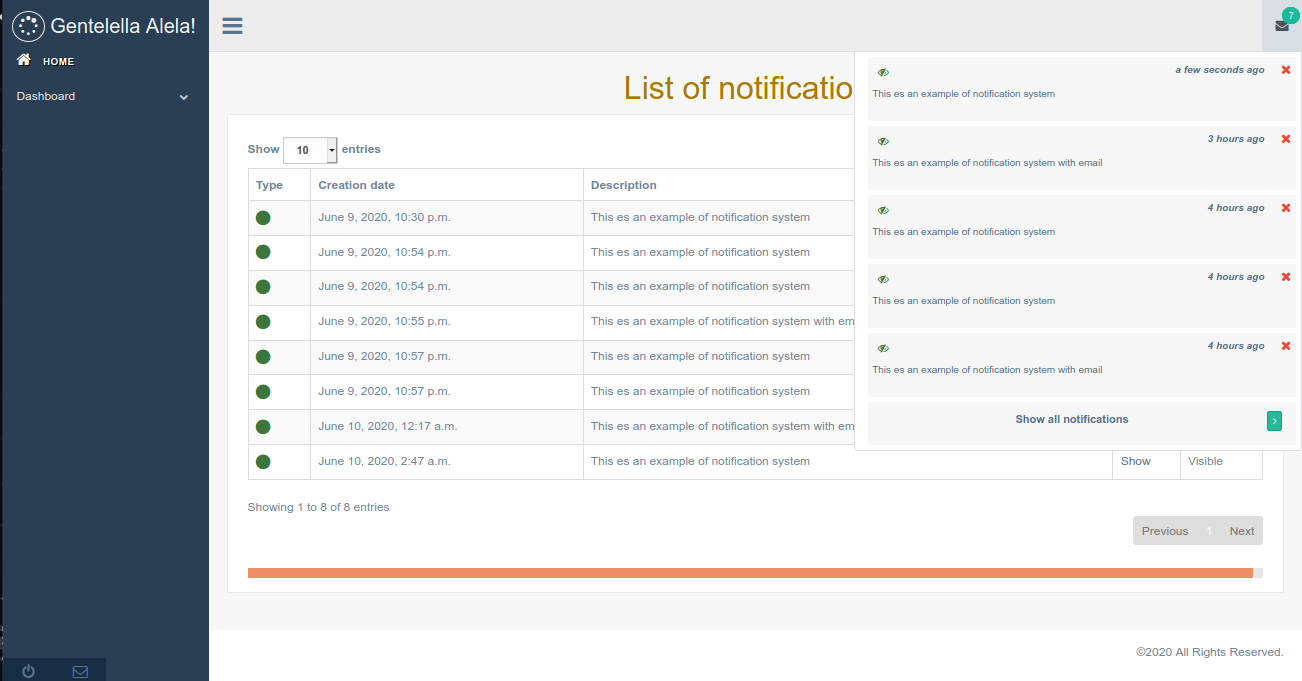 Gentelella Alela!
7
HOME
Dashboard
List of notificatio
Show 10 entries
Type Creation date Description
June 9, 2020, 10:30 p.m. This es an example of notification system
June 9, 2020, 10:54 p.m. This es an example of notification system
June 9, 2020, 10:54 p.m. This es an example of notification system
June 9, 2020, 10:55 p.m. This es an example of notification system with em
June 9, 2020, 10:57 p.m. This es an example of notification system
June 9, 2020, 10:57 p.m. This es an example of notification system
June 10, 2020, 12:17 a.m. This es an example of notification system with em
June 10, 2020, 2:47 a.m. This es an example of notification system Show Visible
Showing 1 to 8 of 8 entries
Previous 1 Next
a few seconds ago
This es an example of notification system
3 hours ago
This es an example of notification system with email
4 hours ago
This es an example of notification system
4 hours ago
This es an example of notification system
4 hours ago
This es an example of notification system with email
Show all notifications
©2020 All Rights Reserved.